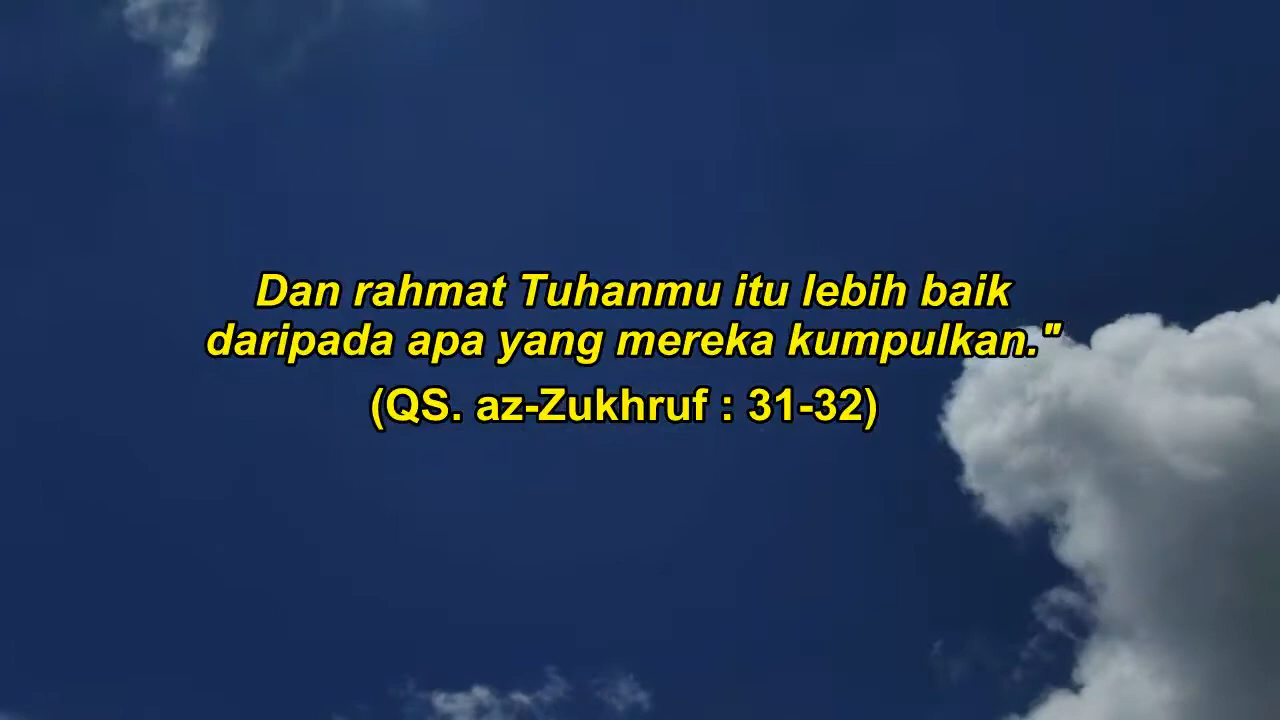 Dan rahmat Tuhanmu itu lebih baik
daripada apa yang mereka kumpulkan."
(QS. az-Zukhruf : 31-32)